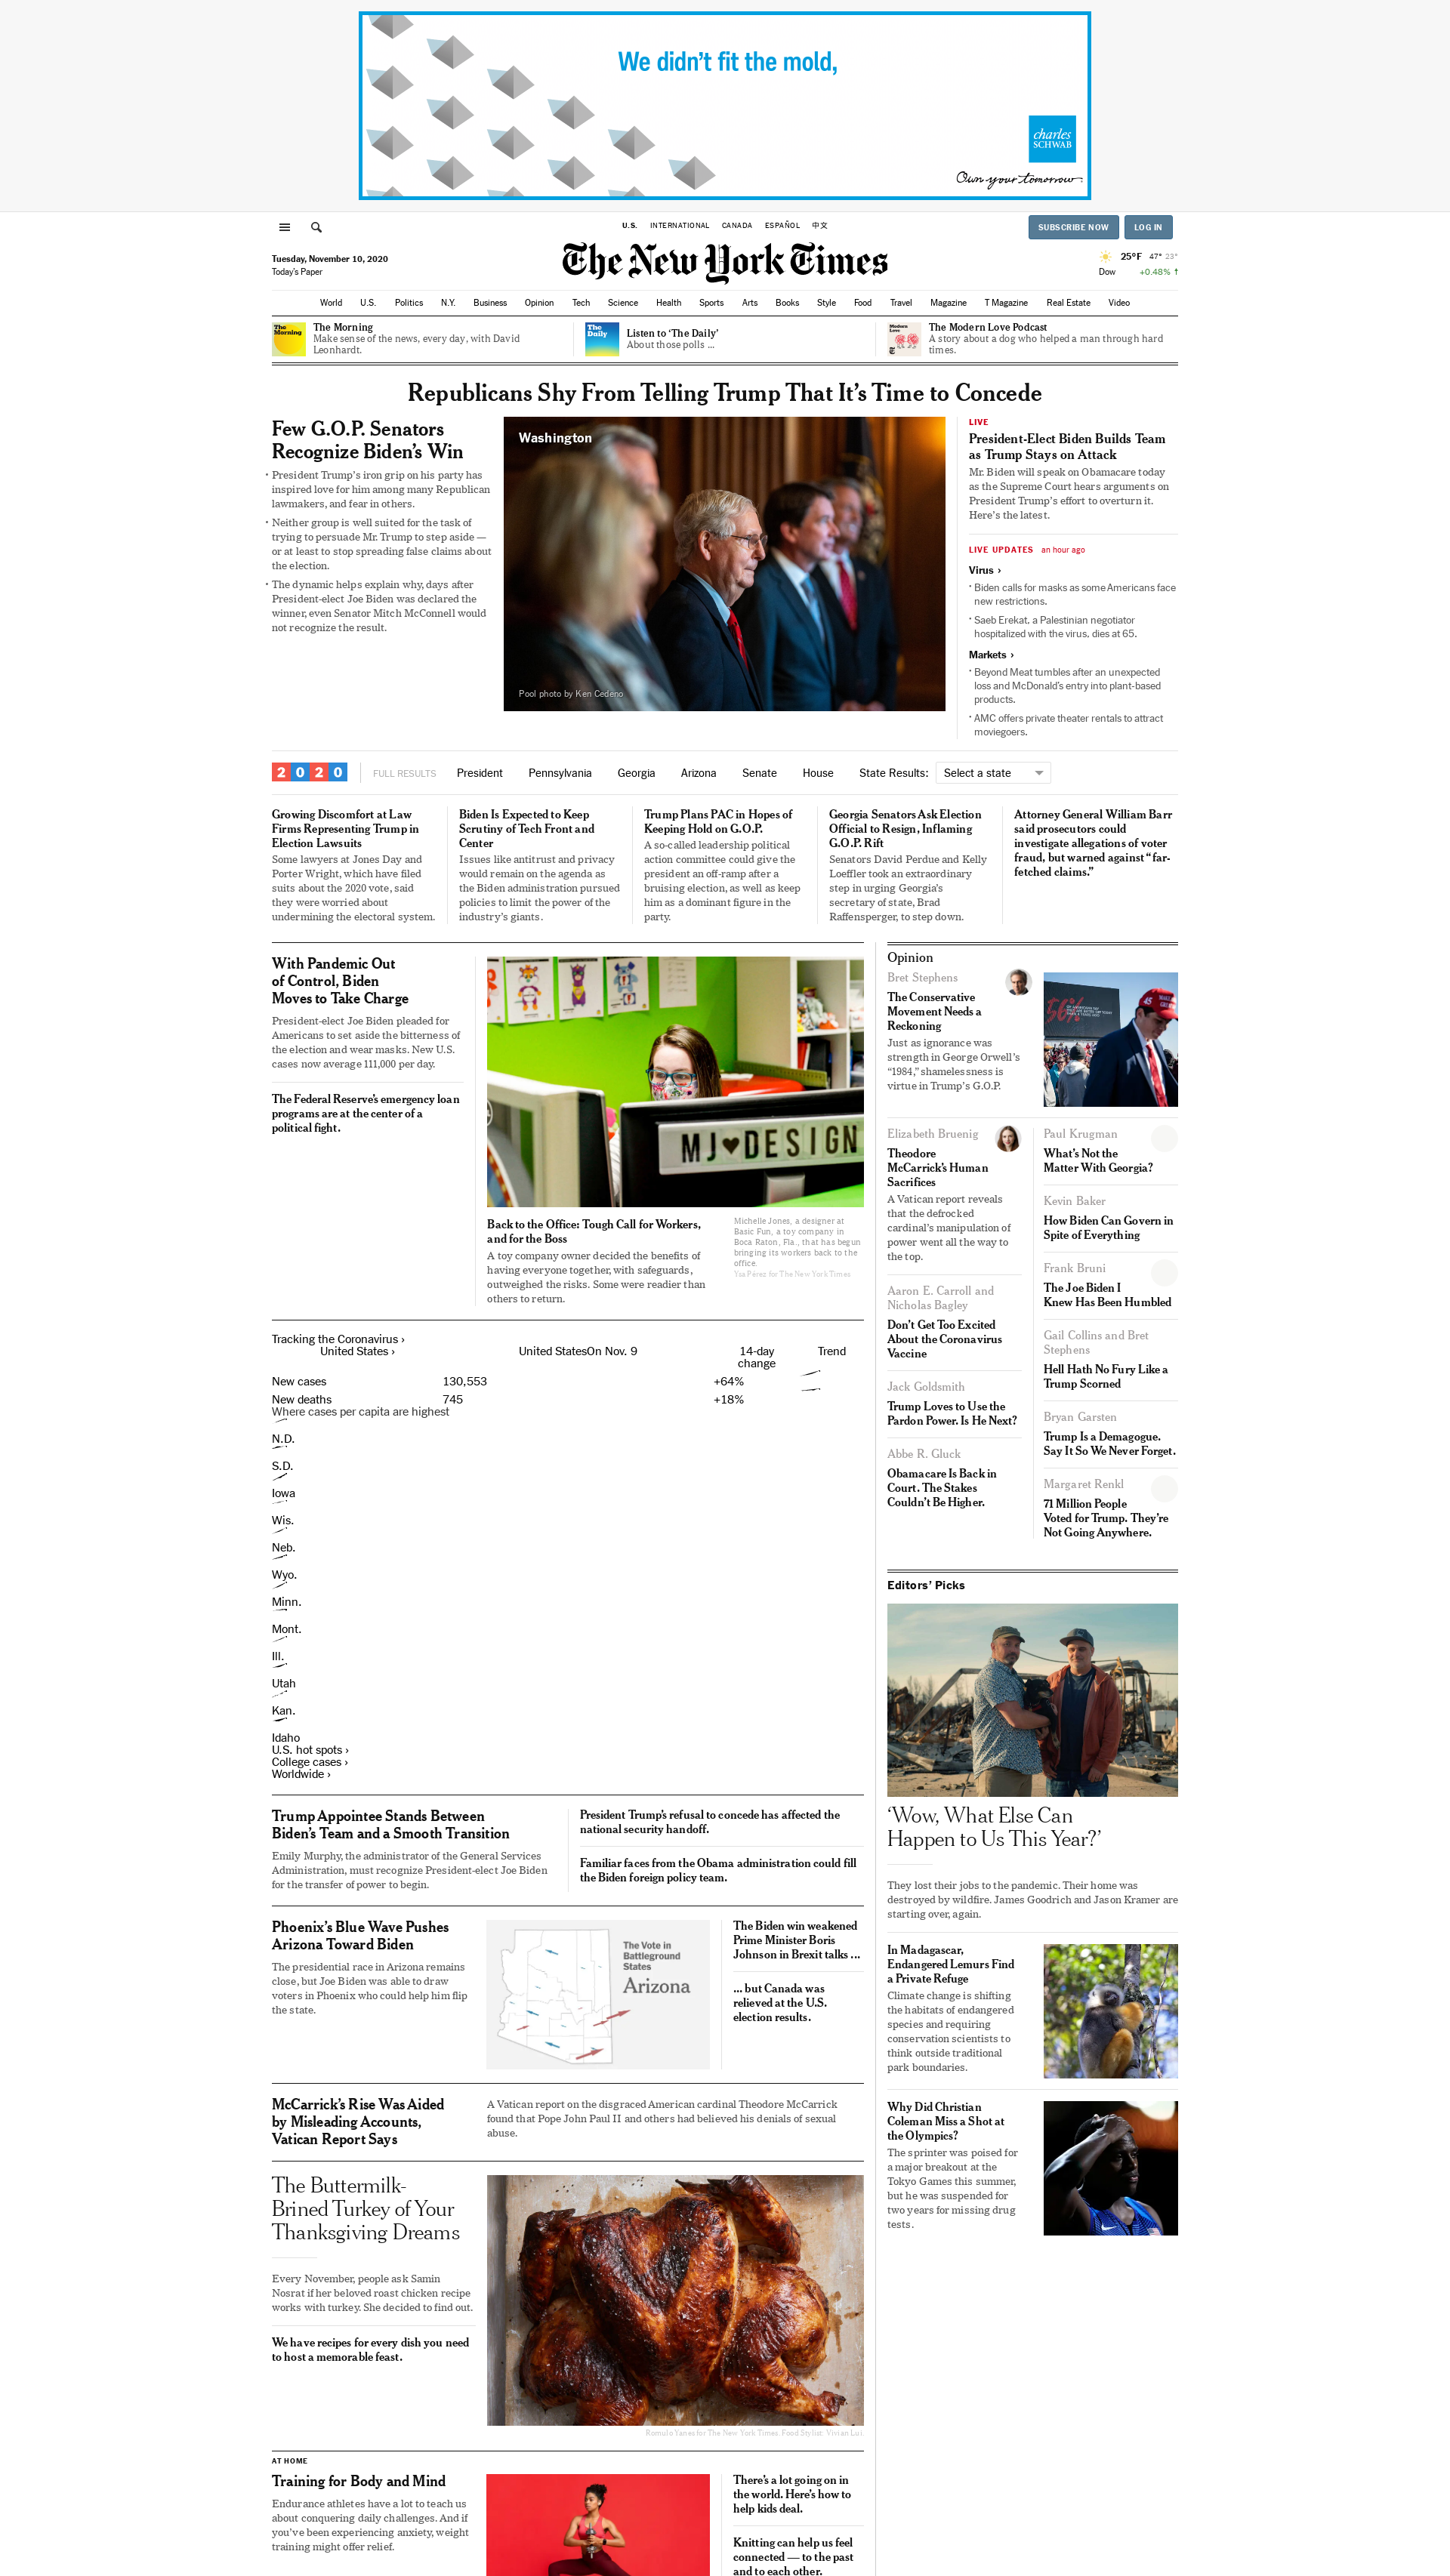 We didn't fit the mold,
charles
SCHWAB
Own your tomorrow
U.S. INTERNATIONAL CANADA ESPAÑOL 中文
SUBSCRIBE NOW LOG IN
The New York Times
Tuesday, November 10, 2020
Today's Paper
25°F 47° 23°
Dow +0.48% ↑
World U.S. Politics N.Y. Business Opinion Tech Science Health Sports Arts Books Style Food Travel Magazine T Magazine Real Estate Video
The Morning
The Morning
Make sense of the news, every day, with David
Leonhardt.
The Daily
Listen to ‘The Daily’
About those polls ...
Modern Love
The Modern Love Podcast
A story about a dog who helped a man through hard
times.
Republicans Shy From Telling Trump That It’s Time to Concede
Few G.O.P. Senators
Recognize Biden’s Win
• President Trump’s iron grip on his party has
inspired love for him among many Republican
lawmakers, and fear in others.
• Neither group is well suited for the task of
trying to persuade Mr. Trump to step aside —
or at least to stop spreading false claims about
the election.
• The dynamic helps explain why, days after
President-elect Joe Biden was declared the
winner, even Senator Mitch McConnell would
not recognize the result.
Washington
Pool photo by Ken Cedeno
LIVE
President-Elect Biden Builds Team
as Trump Stays on Attack
Mr. Biden will speak on Obamacare today
as the Supreme Court hears arguments on
President Trump’s effort to overturn it.
Here’s the latest.
LIVE UPDATES an hour ago
Virus ›
• Biden calls for masks as some Americans face
new restrictions.
• Saeb Erekat, a Palestinian negotiator
hospitalized with the virus, dies at 65.
Markets ›
• Beyond Meat tumbles after an unexpected
loss and McDonald’s entry into plant-based
products.
• AMC offers private theater rentals to attract
moviegoers.
2020 FULL RESULTS President Pennsylvania Georgia Arizona Senate House State Results: Select a state
Growing Discomfort at Law
Firms Representing Trump in
Election Lawsuits
Some lawyers at Jones Day and
Porter Wright, which have filed
suits about the 2020 vote, said
they were worried about
undermining the electoral system.
Biden Is Expected to Keep
Scrutiny of Tech Front and
Center
Issues like antitrust and privacy
would remain on the agenda as
the Biden administration pursued
policies to limit the power of the
industry’s giants.
Trump Plans PAC in Hopes of
Keeping Hold on G.O.P.
A so-called leadership political
action committee could give the
president an off-ramp after a
bruising election, as well as keep
him as a dominant figure in the
party.
Georgia Senators Ask Election
Official to Resign, Inflaming
G.O.P. Rift
Senators David Perdue and Kelly
Loeffler took an extraordinary
step in urging Georgia’s
secretary of state, Brad
Raffensperger, to step down.
Attorney General William Barr
said prosecutors could
investigate allegations of voter
fraud, but warned against “far-
fetched claims.”
With Pandemic Out
of Control, Biden
Moves to Take Charge
President-elect Joe Biden pleaded for
Americans to set aside the bitterness of
the election and wear masks. New U.S.
cases now average 111,000 per day.
The Federal Reserve’s emergency loan
programs are at the center of a
political fight.
MJ♥DESIGN
Back to the Office: Tough Call for Workers,
and for the Boss
A toy company owner decided the benefits of
having everyone together, with safeguards,
outweighed the risks. Some were readier than
others to return.
Michelle Jones, a designer at
Basic Fun, a toy company in
Boca Raton, Fla., that has begun
bringing its workers back to the
office.
Ysa Pérez for The New York Times
Tracking the Coronavirus ›
United States › United StatesOn Nov. 9 14-day
change Trend
New cases 130,553 +64%
New deaths 745 +18%
Where cases per capita are highest
N.D.
S.D.
Iowa
Wis.
Neb.
Wyo.
Minn.
Mont.
Ill.
Utah
Kan.
Idaho
U.S. hot spots ›
College cases ›
Worldwide ›
Trump Appointee Stands Between
Biden’s Team and a Smooth Transition
Emily Murphy, the administrator of the General Services
Administration, must recognize President-elect Joe Biden
for the transfer of power to begin.
President Trump’s refusal to concede has affected the
national security handoff.
Familiar faces from the Obama administration could fill
the Biden foreign policy team.
Phoenix’s Blue Wave Pushes
Arizona Toward Biden
The presidential race in Arizona remains
close, but Joe Biden was able to draw
voters in Phoenix who could help him flip
the state.
The Vote in
Battleground
States
Arizona
The Biden win weakened
Prime Minister Boris
Johnson in Brexit talks ...
... but Canada was
relieved at the U.S.
election results.
McCarrick’s Rise Was Aided
by Misleading Accounts,
Vatican Report Says
A Vatican report on the disgraced American cardinal Theodore McCarrick
found that Pope John Paul II and others had believed his denials of sexual
abuse.
The Buttermilk-
Brined Turkey of Your
Thanksgiving Dreams
Every November, people ask Samin
Nosrat if her beloved roast chicken recipe
works with turkey. She decided to find out.
We have recipes for every dish you need
to host a memorable feast.
Romulo Yanes for The New York Times. Food Stylist: Vivian Lui.
AT HOME
Training for Body and Mind
Endurance athletes have a lot to teach us
about conquering daily challenges. And if
you’ve been experiencing anxiety, weight
training might offer relief.
There’s a lot going on in
the world. Here’s how to
help kids deal.
Knitting can help us feel
connected — to the past
and to each other.
Opinion
Bret Stephens
The Conservative
Movement Needs a
Reckoning
Just as ignorance was
strength in George Orwell’s
“1984,” shamelessness is
virtue in Trump’s G.O.P.
56%
Elizabeth Bruenig
Theodore
McCarrick’s Human
Sacrifices
A Vatican report reveals
that the defrocked
cardinal’s manipulation of
power went all the way to
the top.
Aaron E. Carroll and
Nicholas Bagley
Don’t Get Too Excited
About the Coronavirus
Vaccine
Jack Goldsmith
Trump Loves to Use the
Pardon Power. Is He Next?
Abbe R. Gluck
Obamacare Is Back in
Court. The Stakes
Couldn’t Be Higher.
Paul Krugman
What’s Not the
Matter With Georgia?
Kevin Baker
How Biden Can Govern in
Spite of Everything
Frank Bruni
The Joe Biden I
Knew Has Been Humbled
Gail Collins and Bret
Stephens
Hell Hath No Fury Like a
Trump Scorned
Bryan Garsten
Trump Is a Demagogue.
Say It So We Never Forget.
Margaret Renkl
71 Million People
Voted for Trump. They’re
Not Going Anywhere.
Editors’ Picks
‘Wow, What Else Can
Happen to Us This Year?’
They lost their jobs to the pandemic. Their home was
destroyed by wildfire. James Goodrich and Jason Kramer are
starting over, again.
In Madagascar,
Endangered Lemurs Find
a Private Refuge
Climate change is shifting
the habitats of endangered
species and requiring
conservation scientists to
think outside traditional
park boundaries.
Why Did Christian
Coleman Miss a Shot at
the Olympics?
The sprinter was poised for
a major breakout at the
Tokyo Games this summer,
but he was suspended for
two years for missing drug
tests.